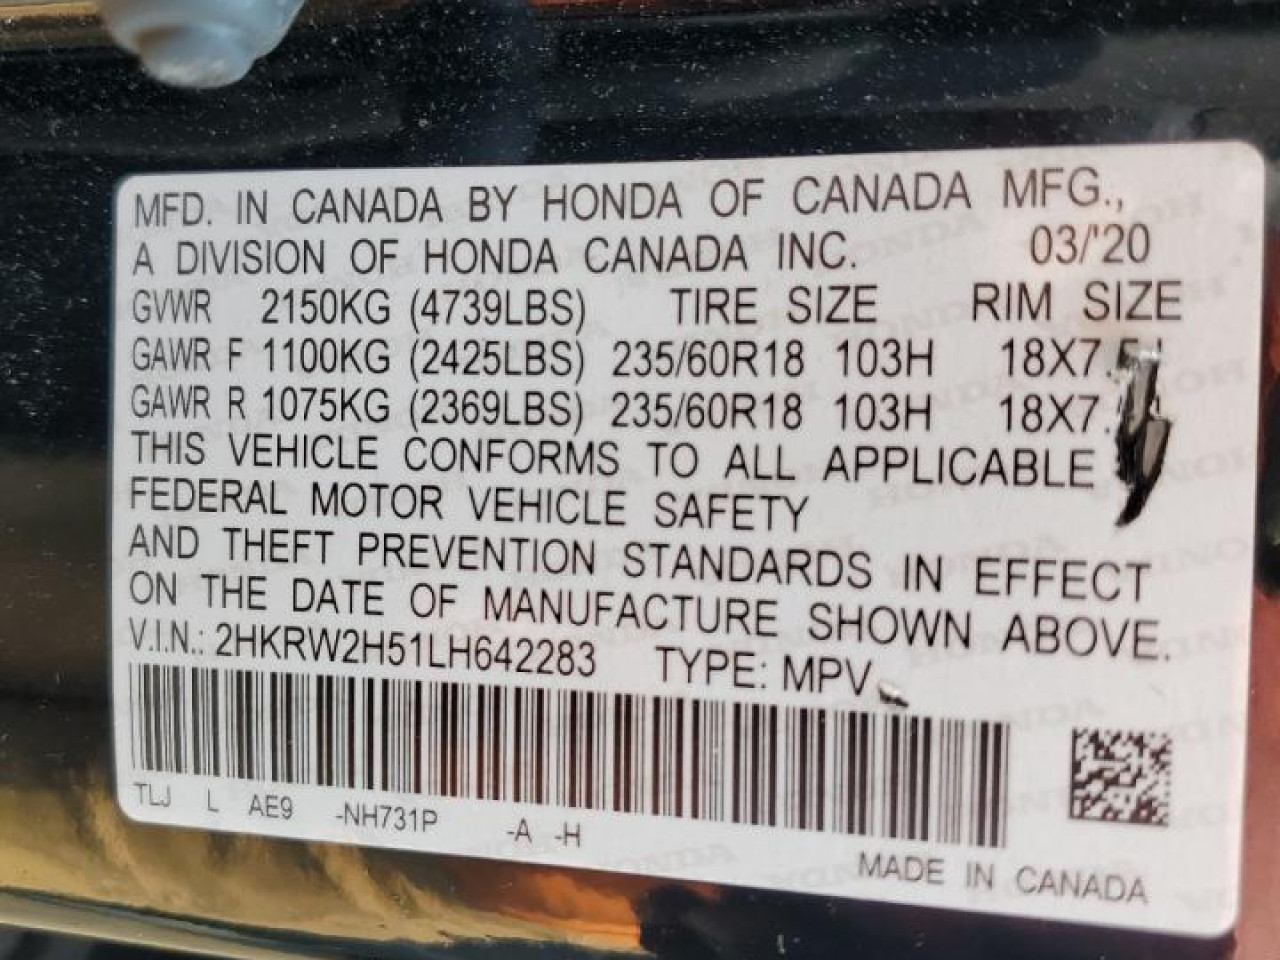 MFD. IN CANADA BY HONDA OF CANADA MFG.,
A DIVISION OF HONDA CANADA INC. 03/'20
GVWR 2150KG (4739LBS) TIRE SIZE RIM SIZE
GAWR F 1100KG (2425LBS) 235/60R18 103H 18X7.5J
GAWR R 1075KG (2369LBS) 235/60R18 103H 18X7.
THIS VEHICLE CONFORMS TO ALL APPLICABLE
FEDERAL MOTOR VEHICLE SAFETY
AND THEFT PREVENTION STANDARDS IN EFFECT
ON THE DATE OF MANUFACTURE SHOWN ABOVE.
V.I.N.: 2HKRW2H51LH642283 TYPE: MPV
TLJ L AE9 -NH731P -A -H
MADE IN CANADA